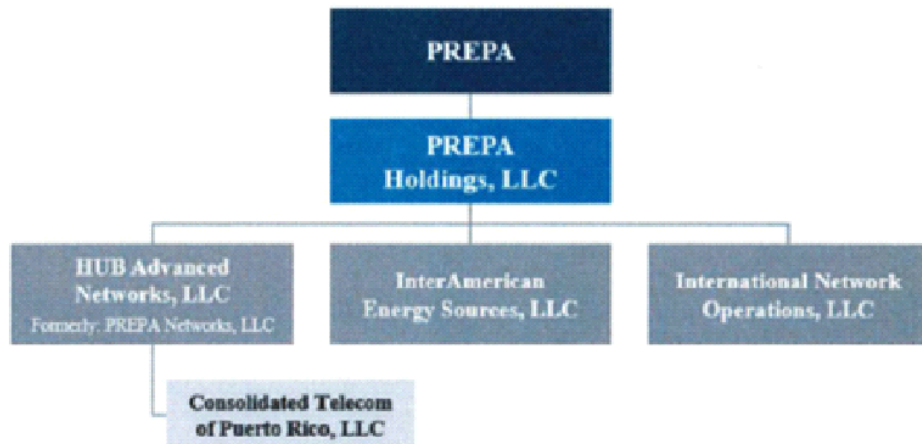 PREPA
PREPA
Holdings, LLC
HUB Advanced
Networks, LLC
Formerly: PREPA Networks, LLC
InterAmerican
Energy Sources, LLC
International Network
Operations, LLC
Consolidated Telecom
of Puerto Rico, LLC